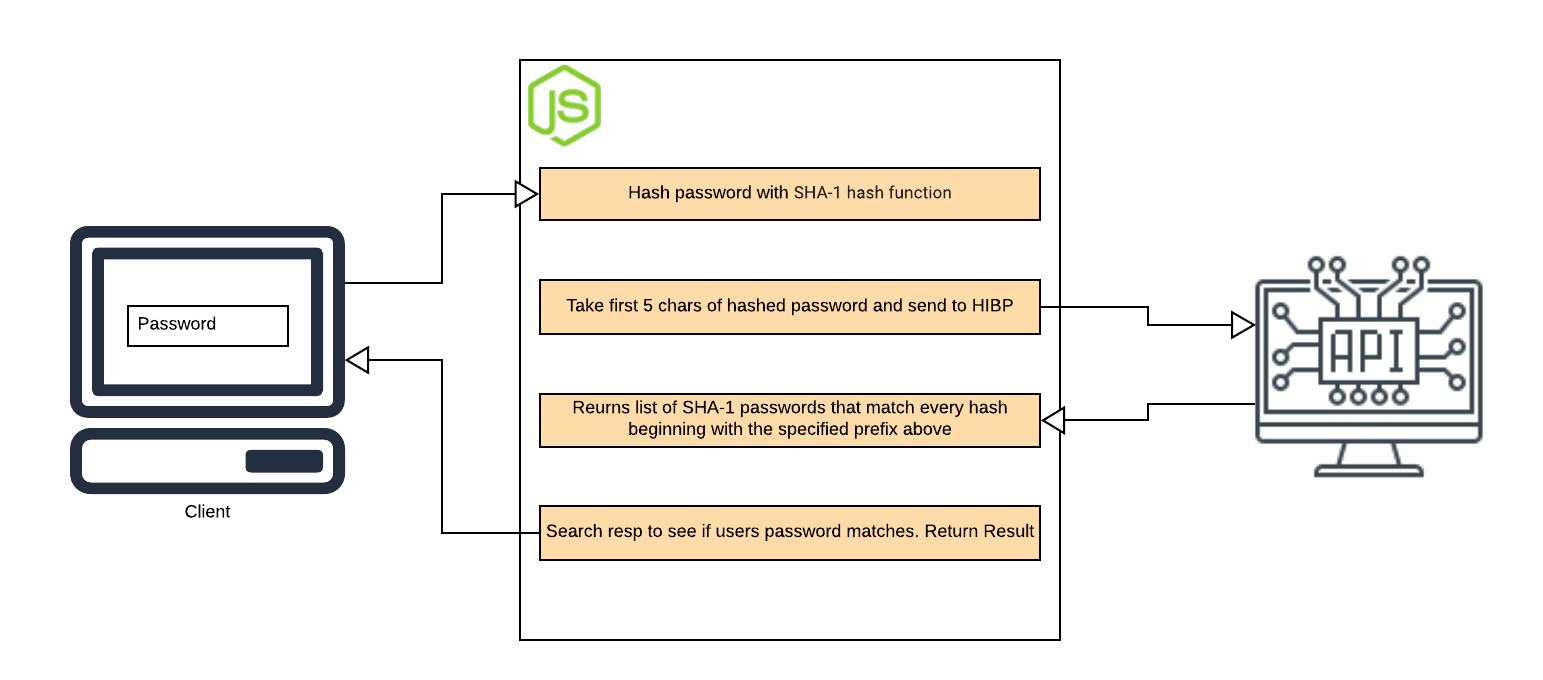 JS
Hash password with SHA-1 hash function
Take first 5 chars of hashed password and send to HIBP
Password
API
Reurns list of SHA-1 passwords that match every hash
beginning with the specified prefix above
Client
Search resp to see if users password matches. Return Result